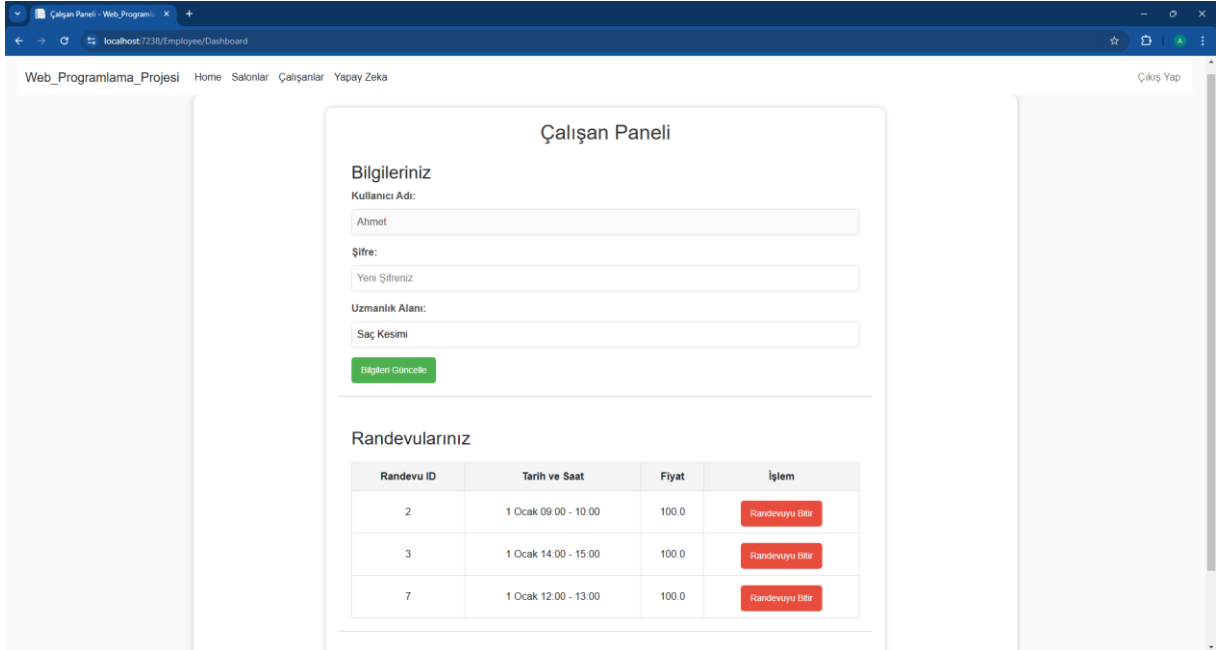 Çalışan Paneli - Web_Programla
localhost:7238/Employee/Dashboard
A
Web_Programlama_Projesi Home Salonlar Çalışanlar Yapay Zeka Çıkış Yap
Çalışan Paneli
Bilgileriniz
Kullanıcı Adı:
Ahmet
Şifre:
Yeni Şifreniz
Uzmanlık Alanı:
Saç Kesimi
Bilgileri Güncelle
Randevularınız
Randevu ID Tarih ve Saat Fiyat İşlem
2 1 Ocak 09:00 - 10:00 100.0 Randevuyu Bitir
3 1 Ocak 14:00 - 15:00 100.0 Randevuyu Bitir
7 1 Ocak 12:00 - 13:00 100.0 Randevuyu Bitir